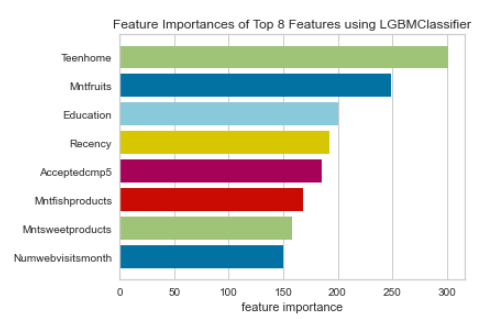 Feature Importances of Top 8 Features using LGBMClassifier
Teenhome
Mntfruits
Education
Recency
Acceptedcmp5
Mntfishproducts
Mntsweetproducts
Numwebvisitsmonth
0 50 100 150 200 250 300
feature importance